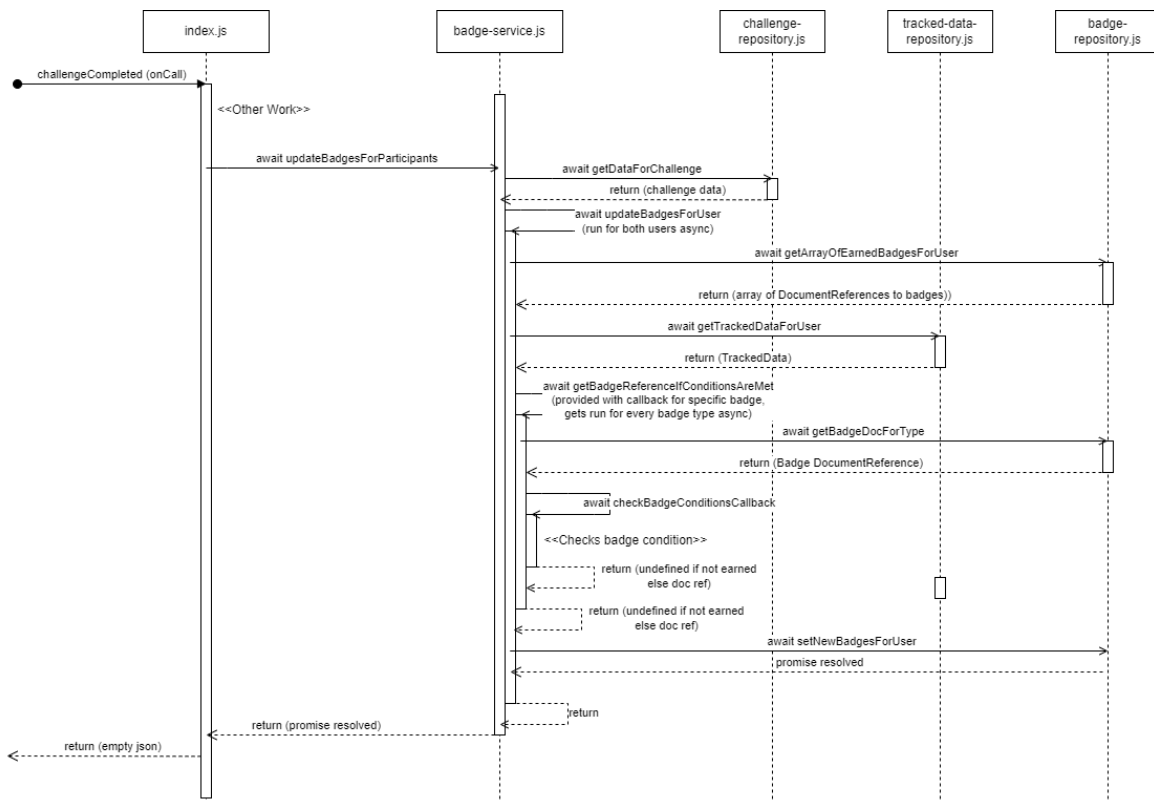 index.js
badge-service.js
challenge-
repository.js
tracked-data-
repository.js
badge-
repository.js
challengeCompleted (onCall)
<<Other Work>>
await updateBadgesForParticipants
await getDataForChallenge
return (challenge data)
await updateBadgesForUser
(run for both users async)
await getArrayOfEarnedBadgesForUser
return (array of DocumentReferences to badges))
await getTrackedDataForUser
return (TrackedData)
await getBadgeReferenceIfConditionsAreMet
(provided with callback for specific badge,
gets run for every badge type async)
await getBadgeDocForType
return (Badge DocumentReference)
await checkBadgeConditionsCallback
<<Checks badge condition>>
return (undefined if not earned
else doc ref)
return (undefined if not earned
else doc ref)
await setNewBadgesForUser
promise resolved
return
return (promise resolved)
return (empty json)